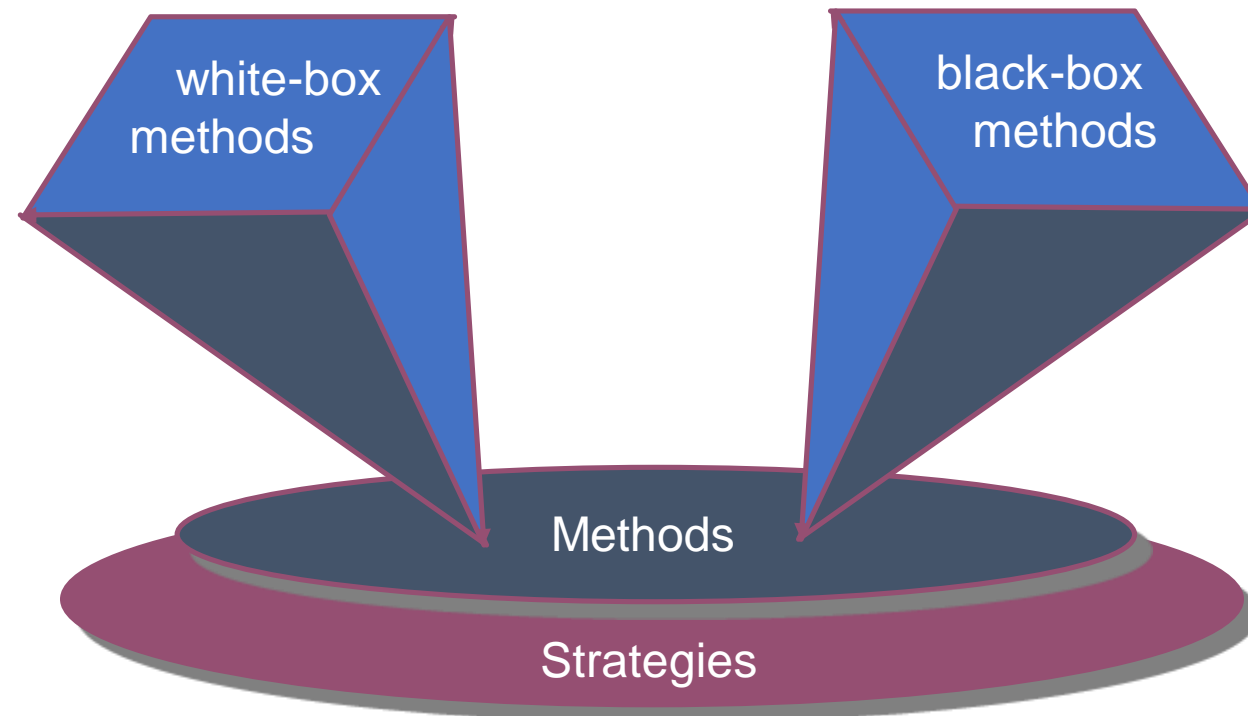 white-box
methods
black-box
methods
Methods
Strategies